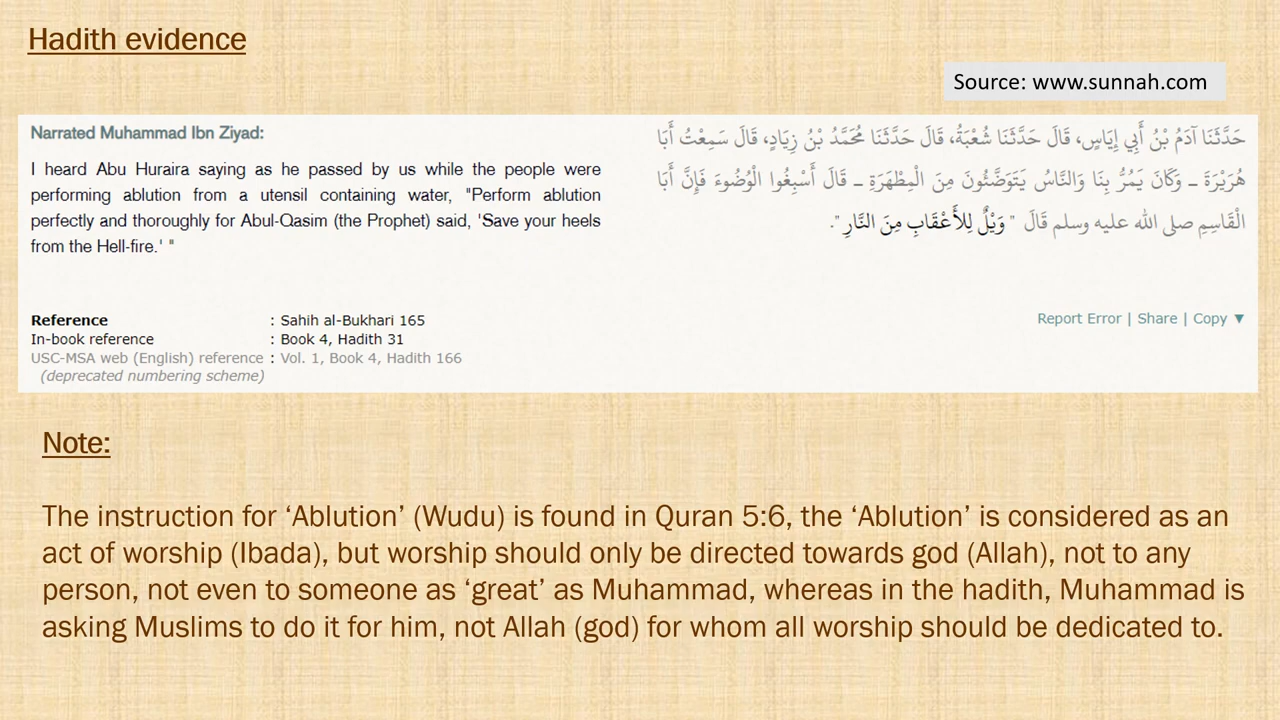 Hadith evidence
Source: www.sunnah.com
Narrated Muhammad Ibn Ziyad:
I heard Abu Huraira saying as he passed by us while the people were
performing ablution from a utensil containing water, "Perform ablution
perfectly and thoroughly for Abul-Qasim (the Prophet) said, 'Save your heels
from the Hell-fire.' "
حَدَّثَنَا آدَمُ بْنُ أَبِي إِيَاسٍ، قَالَ حَدَّثَنَا شُعْبَةُ، قَالَ حَدَّثَنَا مُحَمَّدُ بْنُ زِيَادٍ، قَالَ سَمِعْتُ أَبَا
هُرَيْرَةَ ـ وَكَانَ يَمُرُّ بِنَا وَالنَّاسُ يَتَوَضَّئُونَ مِنَ الْمِطْهَرَةِ ـ قَالَ أَسْبِغُوا الْوُضُوءَ فَإِنَّ أَبَا
الْقَاسِمِ صلى الله عليه وسلم قَالَ ‏"‏ وَيْلٌ لِلأَعْقَابِ مِنَ النَّارِ ‏"‏‏.‏
Reference : Sahih al-Bukhari 165
In-book reference : Book 4, Hadith 31
USC-MSA web (English) reference : Vol. 1, Book 4, Hadith 166
(deprecated numbering scheme)
Report Error | Share | Copy ▼
Note:
The instruction for ‘Ablution’ (Wudu) is found in Quran 5:6, the ‘Ablution’ is considered as an
act of worship (Ibada), but worship should only be directed towards god (Allah), not to any
person, not even to someone as ‘great’ as Muhammad, whereas in the hadith, Muhammad is
asking Muslims to do it for him, not Allah (god) for whom all worship should be dedicated to.